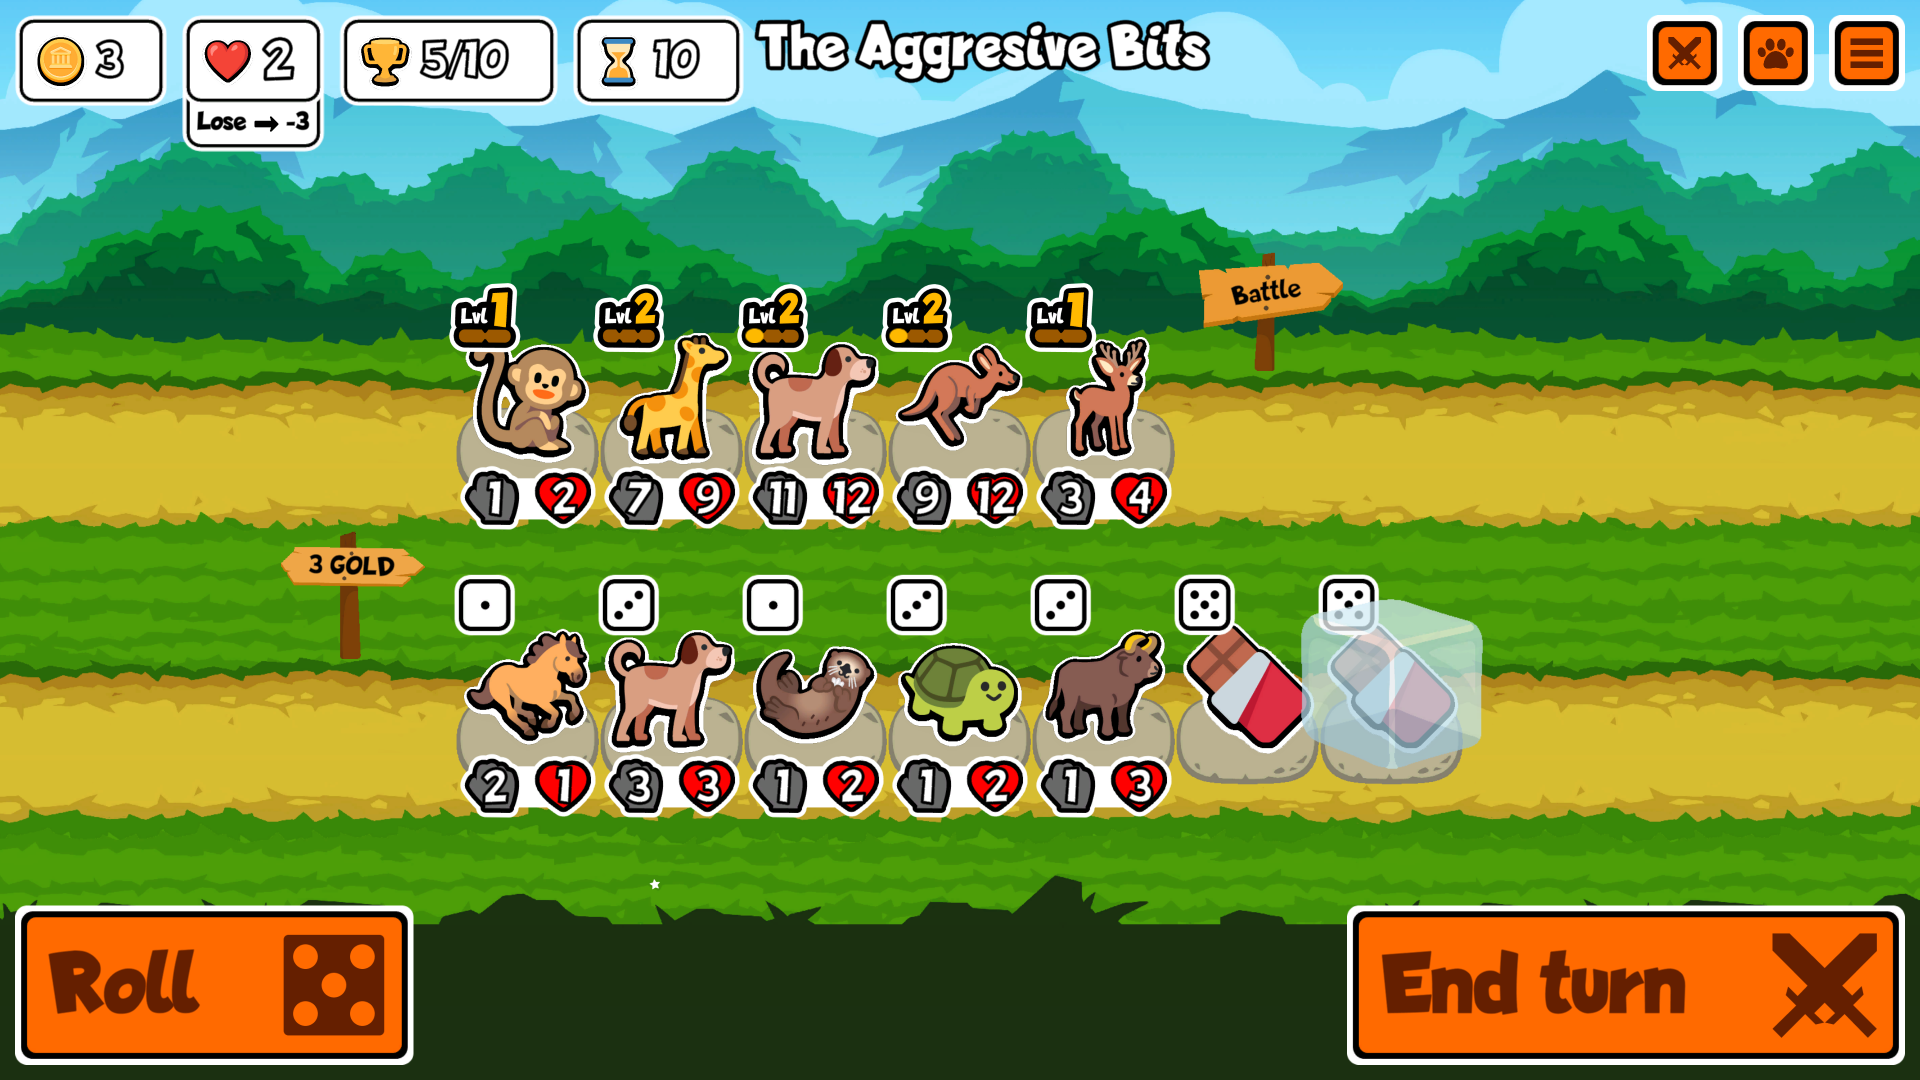 3
2
5/10
10
The Aggresive Bits
Lose → -3
Battle
Lvl 1
Lvl 2
Lvl 2
Lvl 2
Lvl 1
1 2
7 9
11 12
9 12
3 4
3 GOLD
2 1
3 3
1 2
1 2
1 3
Roll
End turn